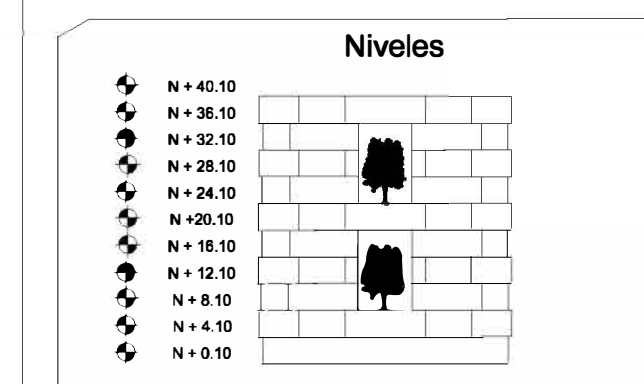 Niveles
N + 40.10
N + 36.10
N + 32.10
N + 28.10
N + 24.10
N +20.10
N + 16.10
N + 12.10
N + 8.10
N + 4.10
N + 0.10